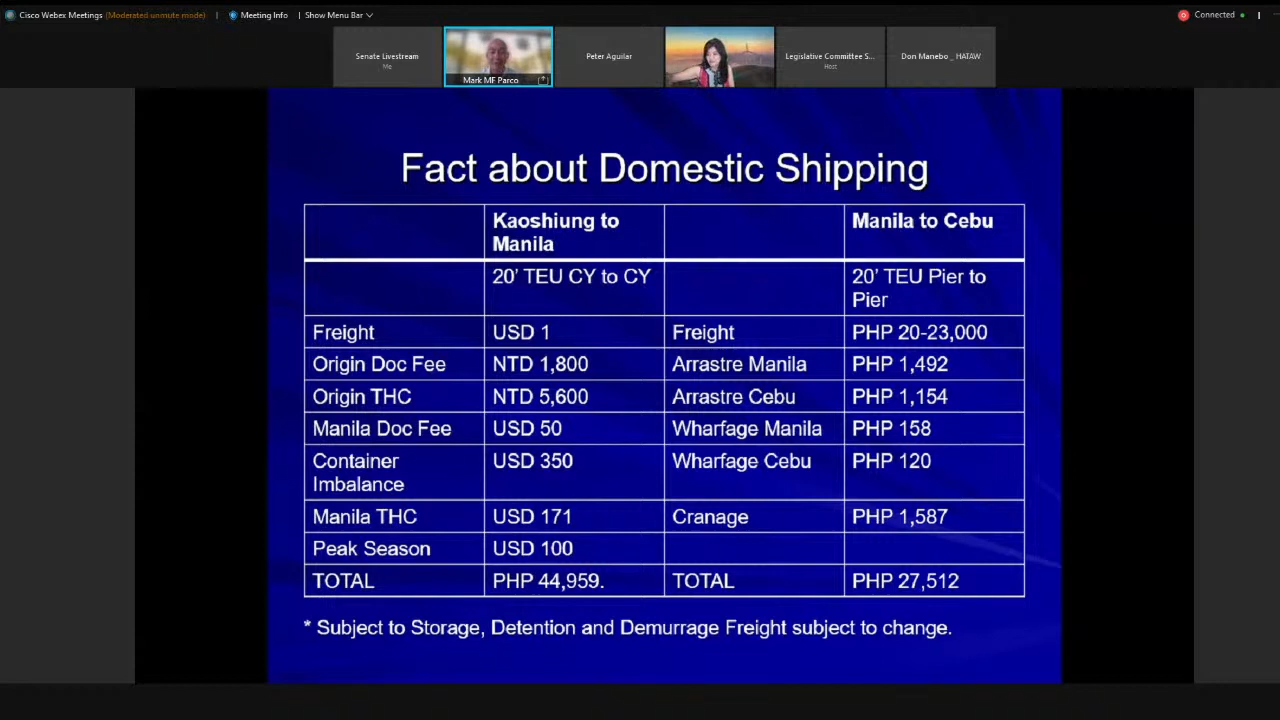 Cisco Webex Meetings (Moderated unmute mode) | Meeting Info | Show Menu Bar
Connected
Senate Livestream
Me
Mark MF Parco
Peter Aguilar
Legislative Committee S...
Host
Don Manebo _ HATAW
Fact about Domestic Shipping
Kaoshiung to Manila to Cebu
Manila
20' TEU CY to CY 20' TEU Pier to
Pier
Freight USD 1 Freight PHP 20-23,000
Origin Doc Fee NTD 1,800 Arrastre Manila PHP 1,492
Origin THC NTD 5,600 Arrastre Cebu PHP 1,154
Manila Doc Fee USD 50 Wharfage Manila PHP 158
Container USD 350 Wharfage Cebu PHP 120
Imbalance
Manila THC USD 171 Cranage PHP 1,587
Peak Season USD 100
TOTAL PHP 44,959. TOTAL PHP 27,512
* Subject to Storage, Detention and Demurrage Freight subject to change.